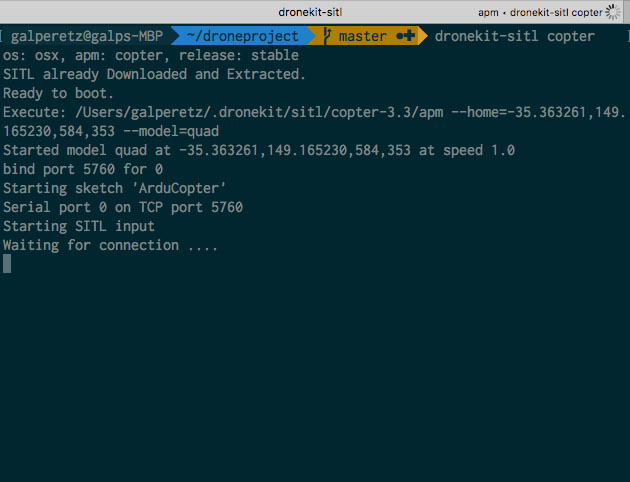 dronekit-sitl
apm • dronekit-sitl copter
galperetz@galps-MBP ~/droneproject master ●✚ dronekit-sitl copter
os: osx, apm: copter, release: stable
SITL already Downloaded and Extracted.
Ready to boot.
Execute: /Users/galperetz/.dronekit/sitl/copter-3.3/apm --home=-35.363261,149.
165230,584,353 --model=quad
Started model quad at -35.363261,149.165230,584,353 at speed 1.0
bind port 5760 for 0
Starting sketch 'ArduCopter'
Serial port 0 on TCP port 5760
Starting SITL input
Waiting for connection ....